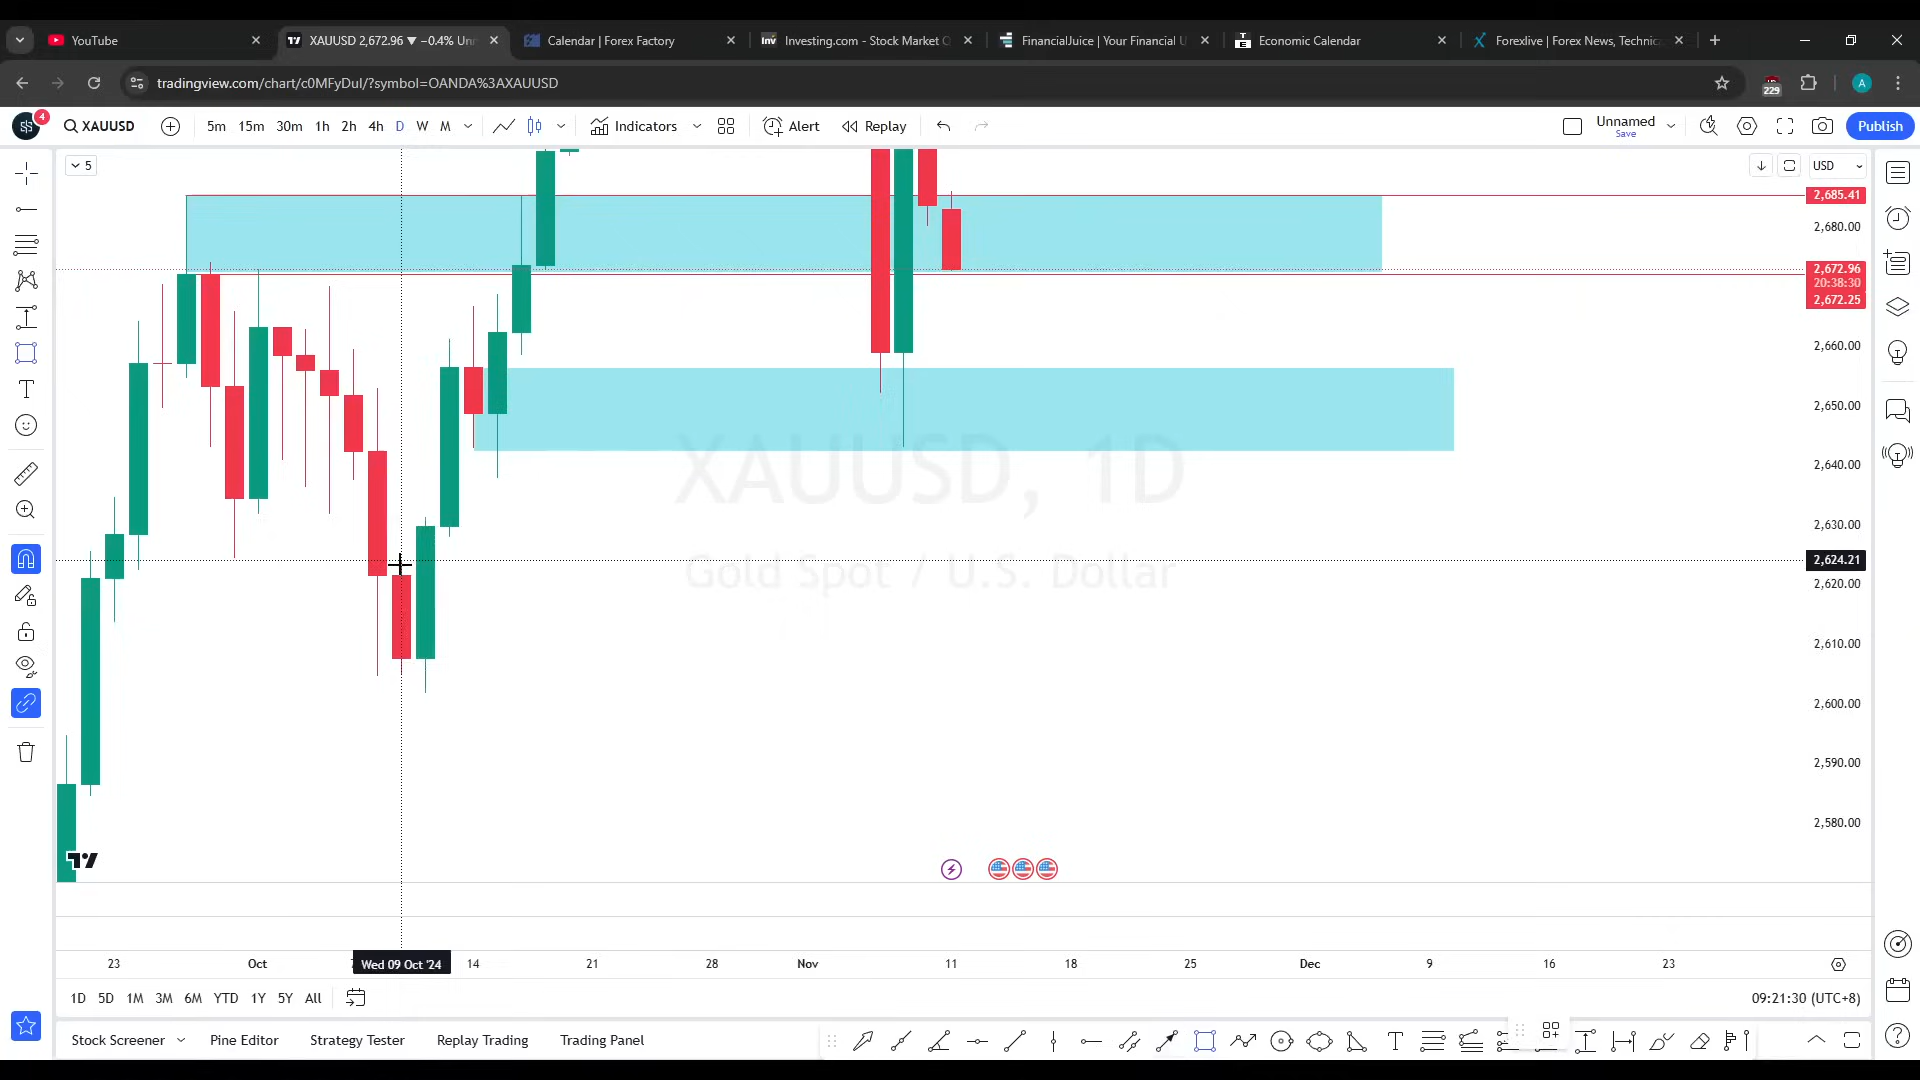 YouTube
XAUUSD 2,672.96 ▼ −0.4% Un
Calendar | Forex Factory
Inv
Investing.com - Stock Market
FinancialJuice | Your Financial
TE
Economic Calendar
Forexlive | Forex News, Technic
tradingview.com/chart/c0MFyDuI/?symbol=OANDA%3AXAUUSD
229
A
4
XAUUSD
5m 15m 30m 1h 2h 4h D W M
Indicators
Alert
Replay
Unnamed
Save
Publish
5
USD
2,685.41
2,680.00
2,672.96
20:38:30
2,672.25
2,660.00
2,650.00
2,640.00
2,630.00
2,624.21
2,620.00
2,610.00
2,600.00
2,590.00
2,580.00
XAUUSD, 1D
Gold Spot / U.S. Dollar
23 Oct Wed 09 Oct '24 14 21 28 Nov 11 18 25 Dec 9 16 23
1D 5D 1M 3M 6M YTD 1Y 5Y All
09:21:30 (UTC+8)
Stock Screener Pine Editor Strategy Tester Replay Trading Trading Panel